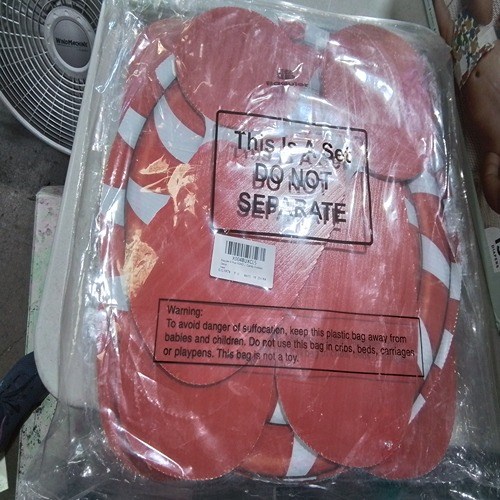 This Is A Set
DO NOT
SEPARATE
Warning:
To avoid danger of suffocation, keep this plastic bag away from
babies and children. Do not use this bag in cribs, beds, carriages
or playpens. This bag is not a toy.